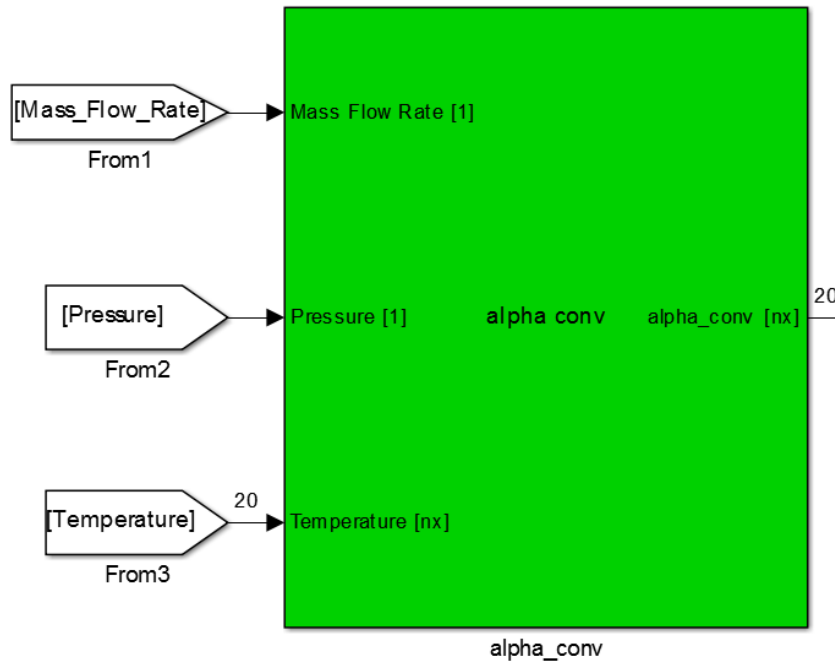 [Mass_Flow_Rate]
From1
Mass Flow Rate [1]
[Pressure]
From2
Pressure [1]
alpha conv
alpha_conv [nx]
20
[Temperature]
From3
20
Temperature [nx]
alpha_conv